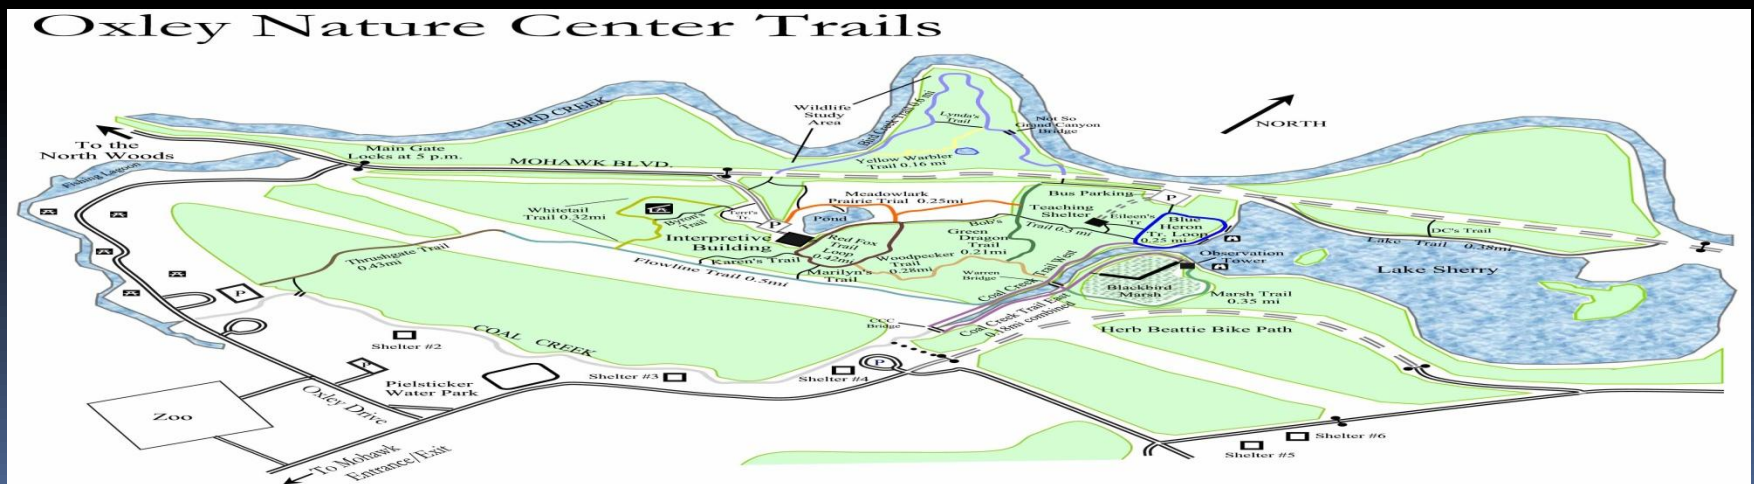 Oxley Nature Center Trails
BIRD CREEK
Wildlife
Study
Area
Bird Creek Trail 0.6 mi
Lynda's
Trail
Not So
Grand Canyon
Bridge
NORTH
To the
North Woods
Main Gate
Locks at 5 p.m.
MOHAWK BLVD.
Yellow Warbler
Trail 0.16 mi
Fishing Lagoon
Whitetail
Trail 0.32mi
Byron's
Trail
Terri's
Tr.
P
Meadowlark
Prairie Trial 0.25mi
Pond
Bus Parking
P
Teaching
Shelter
Eileen's
Tr
Blue
Heron
Tr. Loop
0.25 mi
Bob's
Trail 0.3 mi
Green
Dragon
Trail
0.21mi
DC's Trail
Lake Trail 0.38mi
Interpretive
Building
Red Fox
Trail
Loop
0.42mi
Woodpecker
Trail
0.28mi
Thrushgate Trail
0.43mi
Karen's Trail
Marilyn's
Trail
Flowline Trail 0.5mi
Warren
Bridge
Coal Creek Trail West
Observation
Tower
Lake Sherry
Blackbird
Marsh
Marsh Trail
0.35 mi
P
Coal Creek Trail East
0.18mi combined
CCC
Bridge
Herb Beattie Bike Path
COAL CREEK
Shelter #2
Shelter #3
Shelter #4
P
Pielsticker
Water Park
Oxley Drive
Zoo
To Mohawk
Entrance/Exit
Shelter #6
Shelter #5